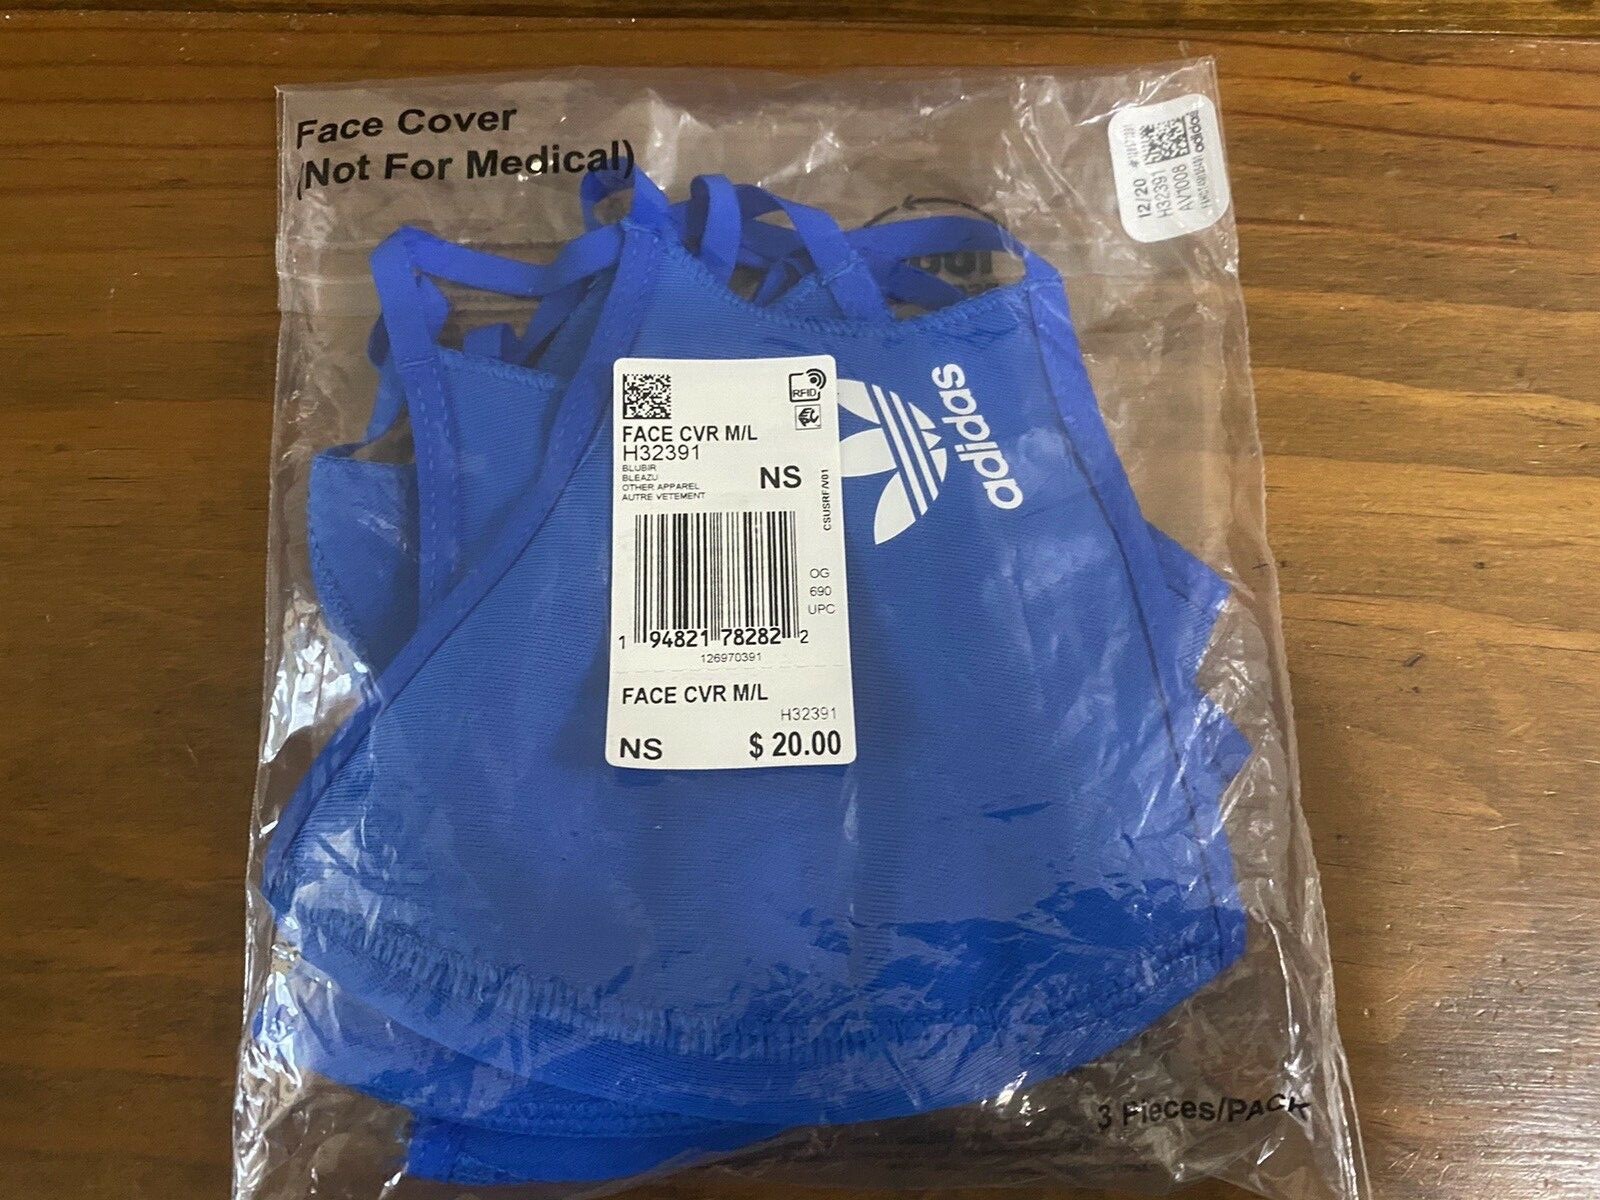 Face Cover
(Not For Medical)
12/20
H32391
AV1008
adidas
RFID
FACE CVR M/L
H32391
BLUBIR
BLEAZU
OTHER APPAREL
AUTRE VETEMENT
NS
CSUSRF/V01
OG
690
UPC
1 94821 78282 2
126970391
FACE CVR M/L
H32391
NS $ 20.00
adidas
3 Pieces/PACK